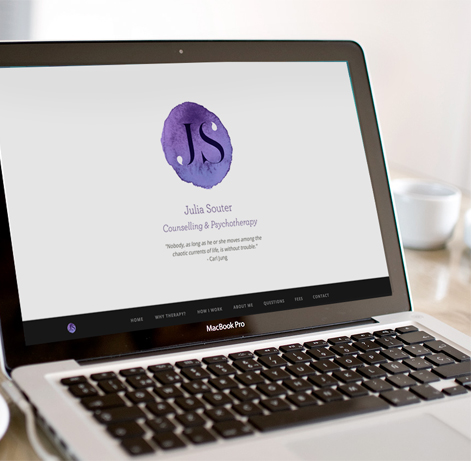 JS
Julia Souter
Counselling & Psychotherapy
"Nobody, as long as he or she moves among the
chaotic currents of life, is without trouble."
- Carl Jung
HOME WHY THERAPY? HOW I WORK ABOUT ME QUESTIONS FEES CONTACT
MacBook Pro